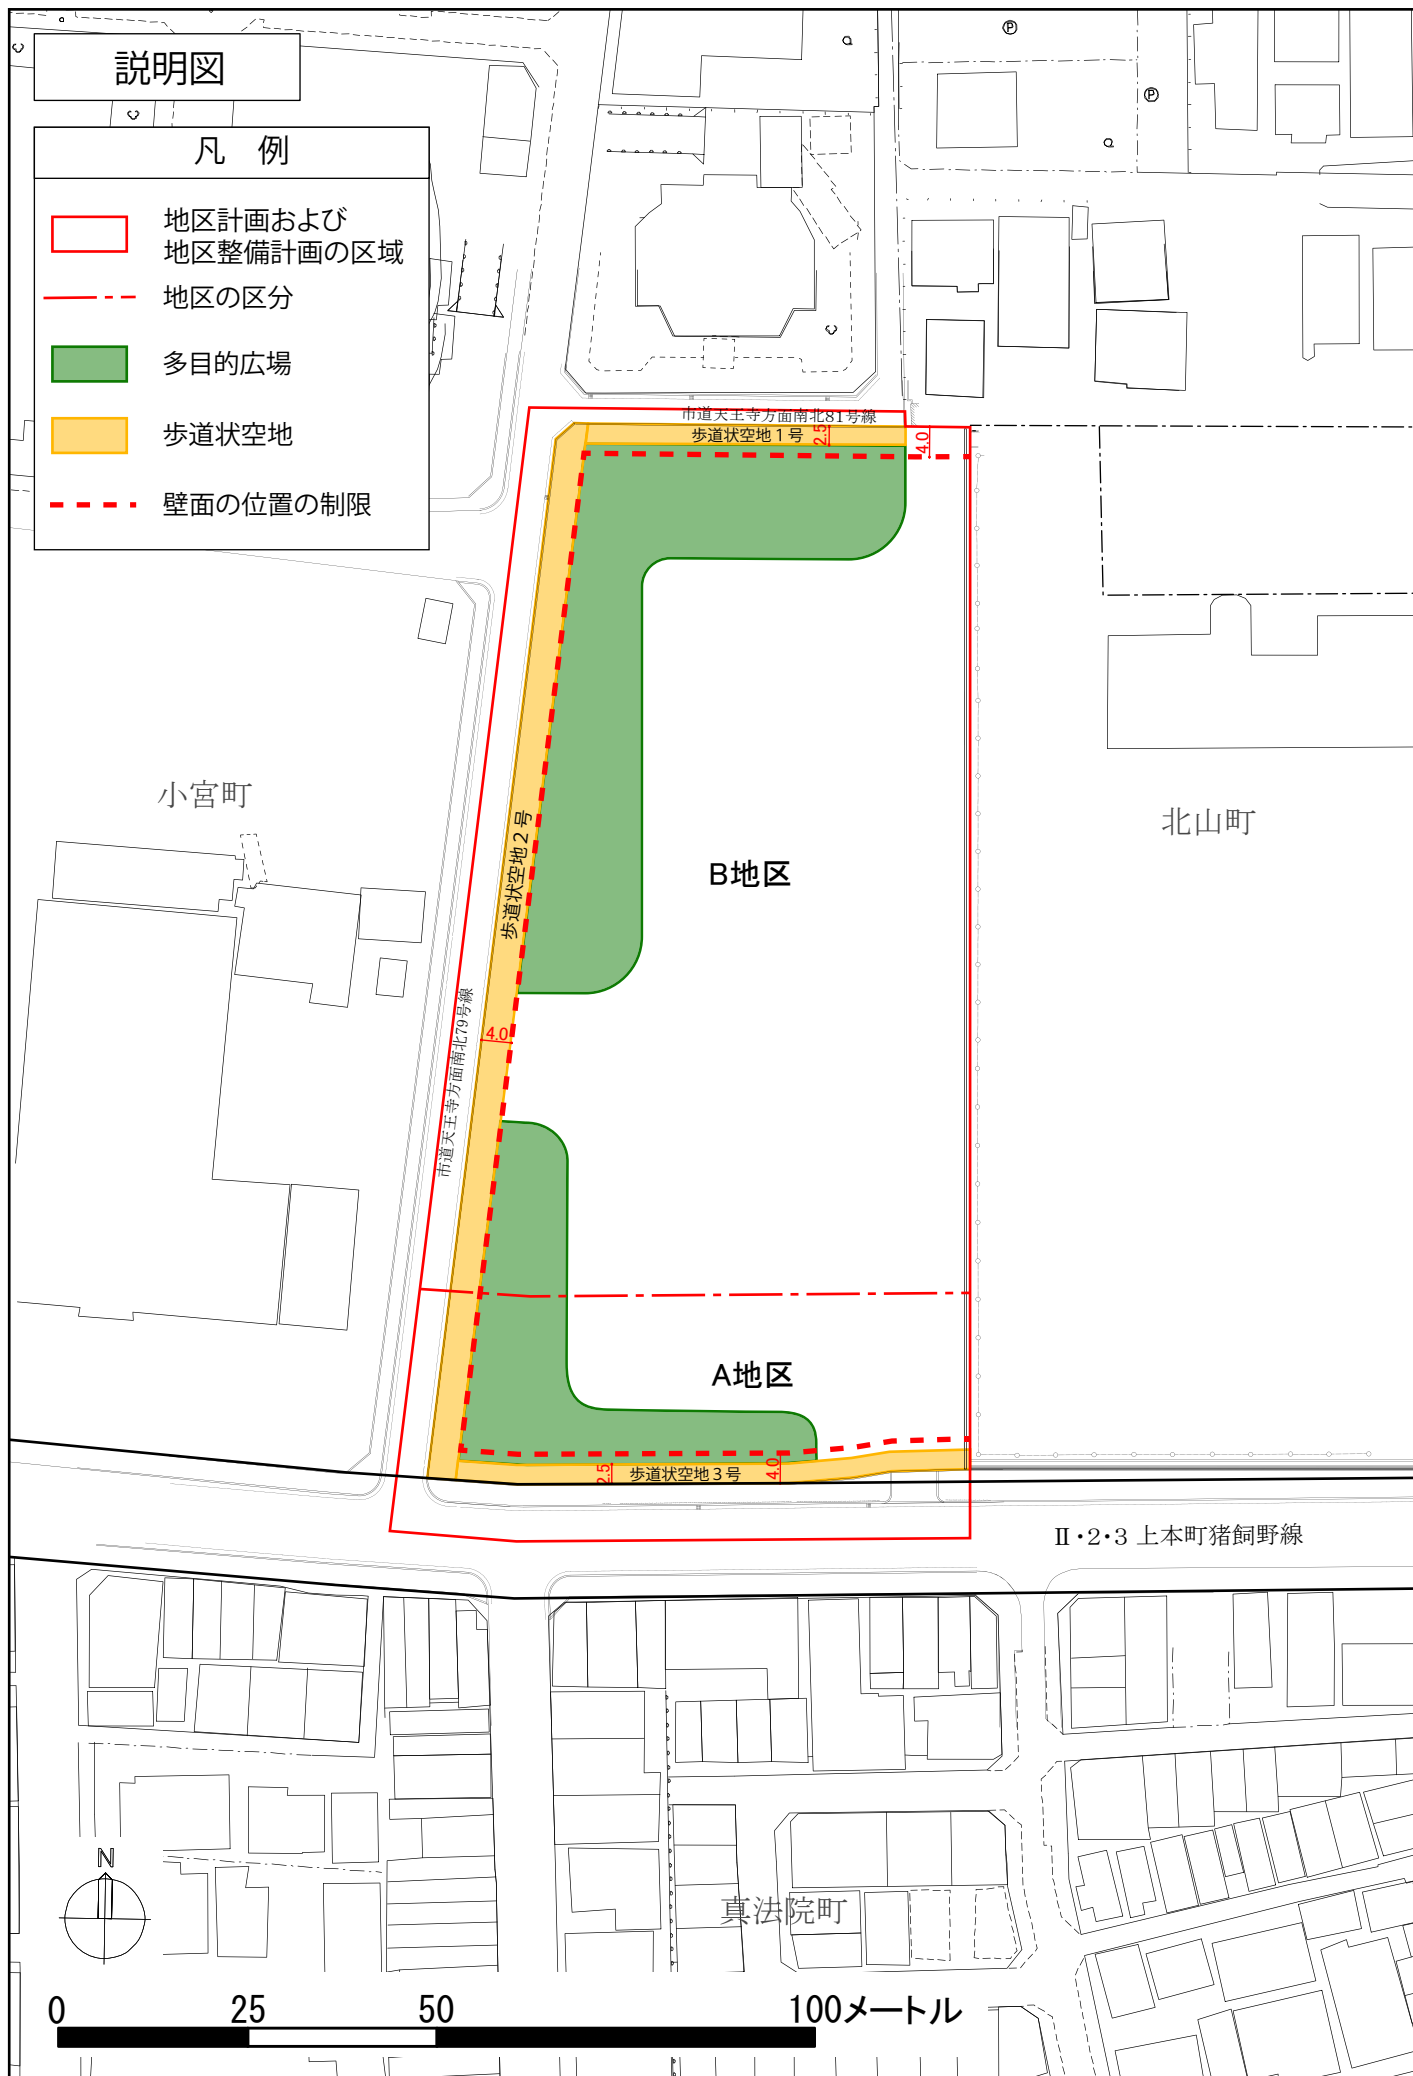 説明図
凡 例
地区計画および
地区整備計画の区域
地区の区分
多目的広場
歩道状空地
壁面の位置の制限
P
P
市道天王寺方面南北81号線
歩道状空地１号
2.5
4.0
小宮町
北山町
歩道状空地２号
B地区
4.0
市道天王寺方面南北79号線
A地区
2.5
歩道状空地３号
4.0
Ⅱ・2・3 上本町猪飼野線
真法院町
N
0 25 50 100メートル